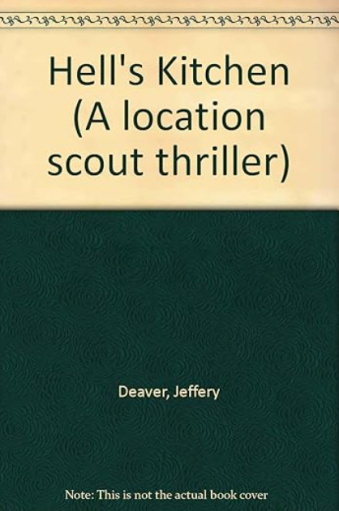 Hell's Kitchen
(A location
scout thriller)
Deaver, Jeffery
Note: This is not the actual book cover